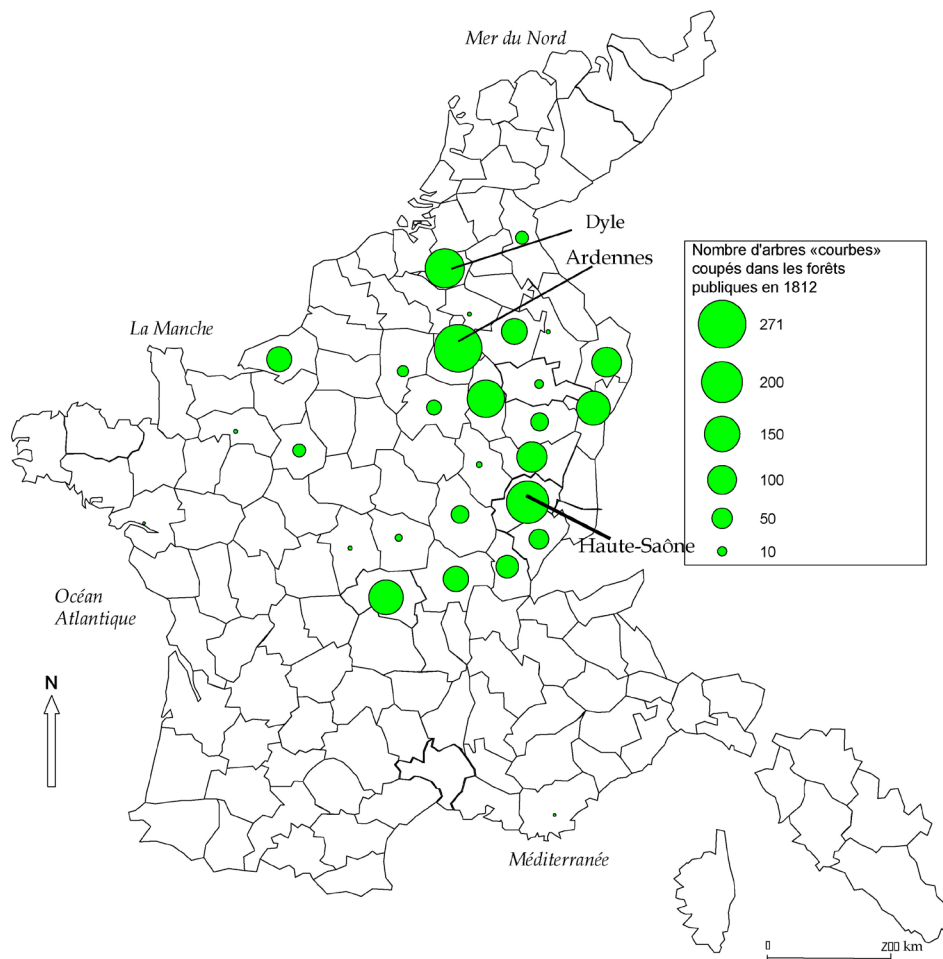 Mer du Nord
Dyle
Ardennes
Nombre d'arbres «courbes»
coupés dans les forêts
publiques en 1812
271
200
150
100
50
10
La Manche
Haute-Saône
Océan
Atlantique
N
Méditerranée
0
200 km